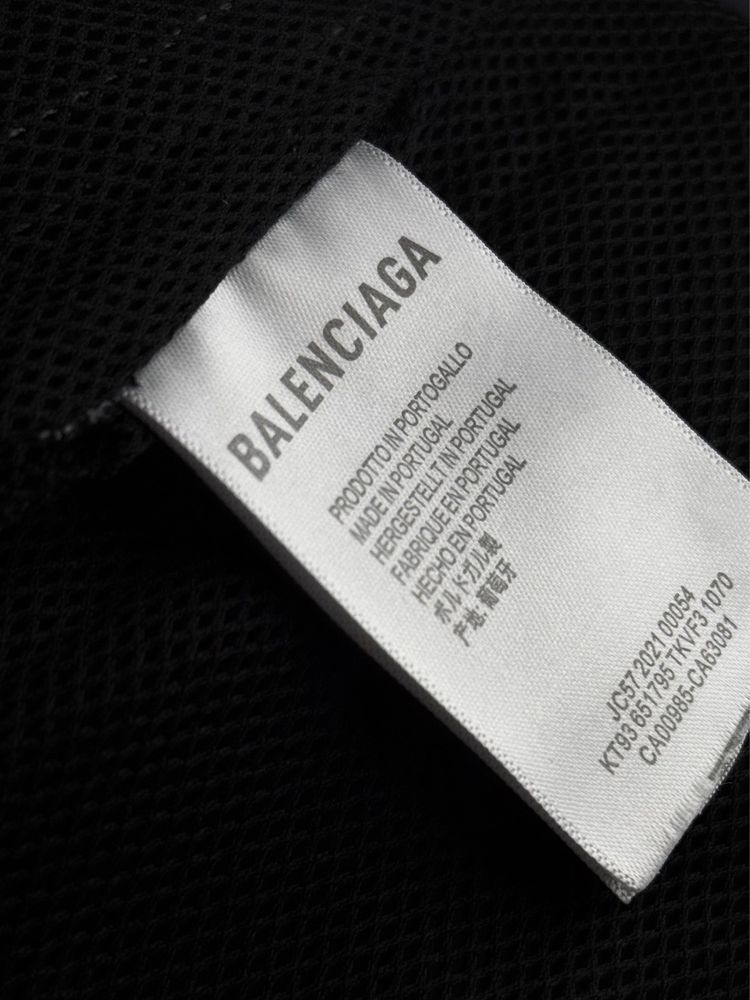 BALENCIAGA
PRODOTTO IN PORTOGALLO
MADE IN PORTUGAL
HERGESTELLT IN PORTUGAL
FABRIQUE EN PORTUGAL
HECHO EN PORTUGAL
ポルトガル製
产地: 葡萄牙
JC57 2021 00054
KT93 651795 TKVF3 1070
CA00985-CA63081